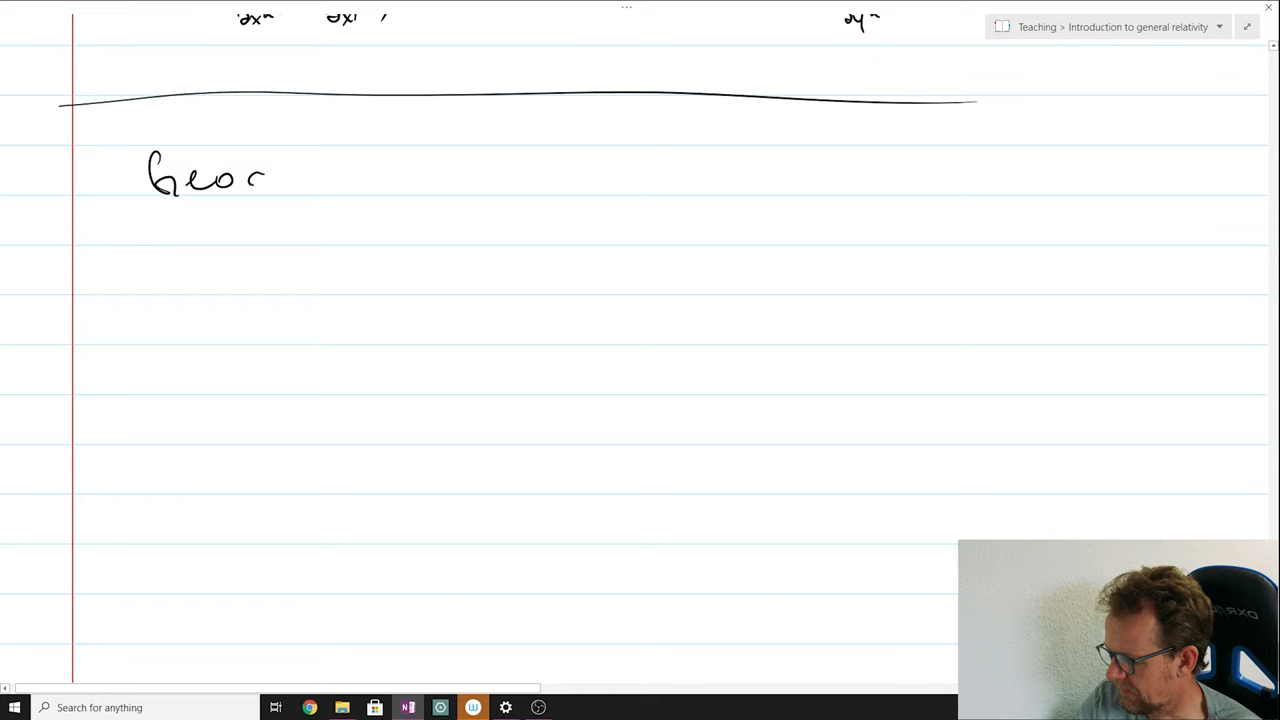 Teaching > Introduction to general relativity
Geo
Search for anything